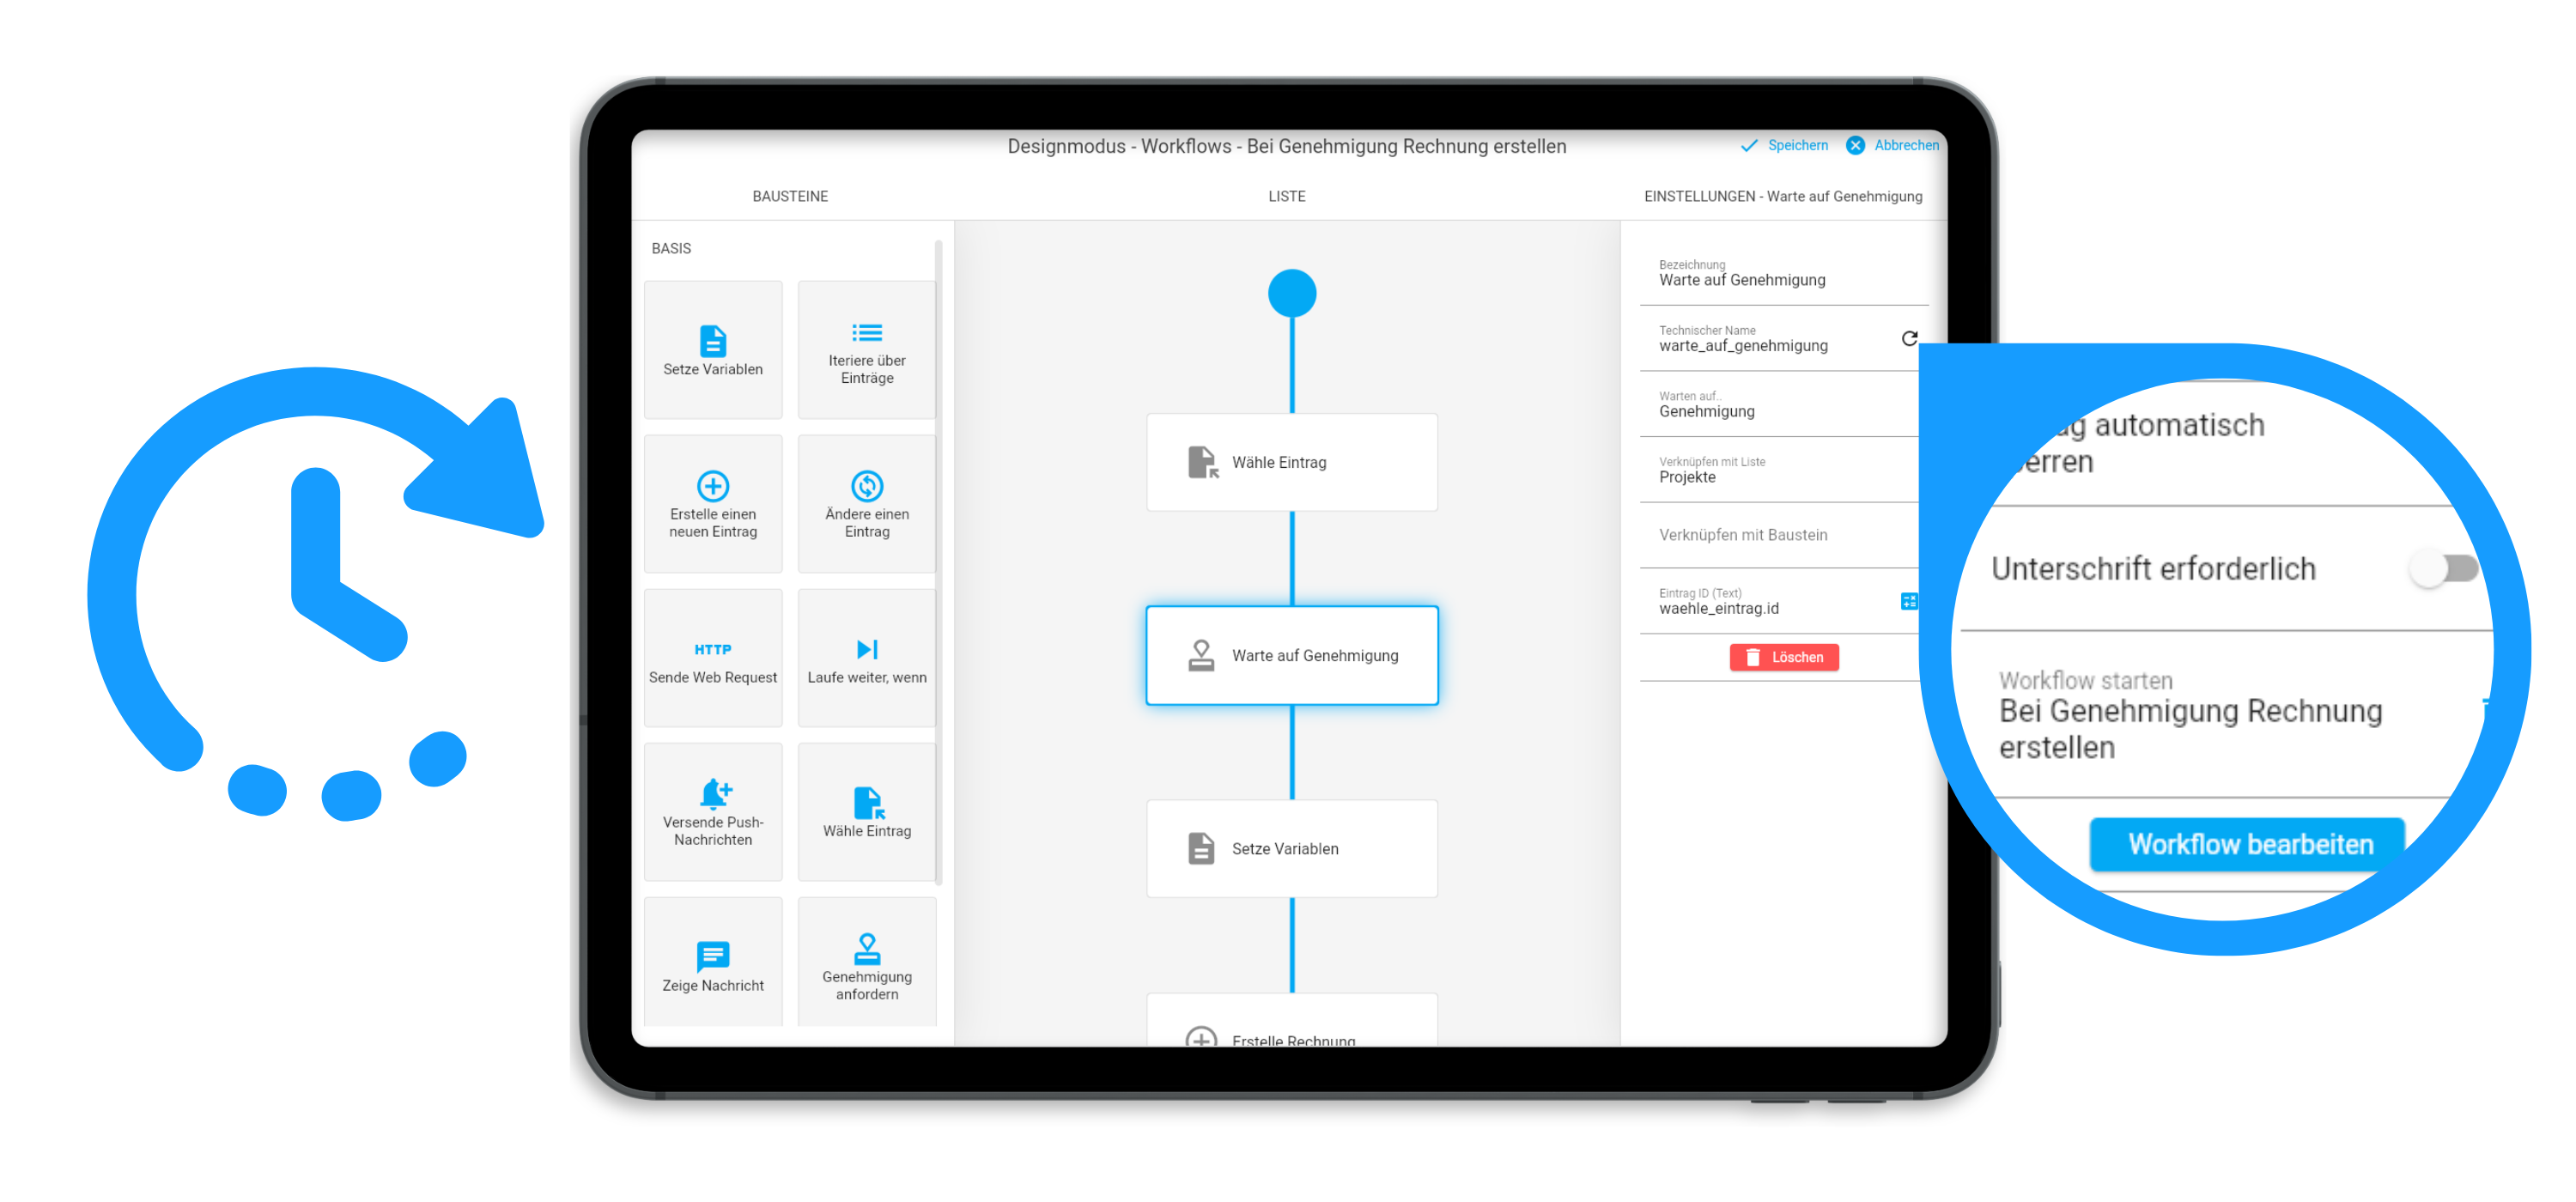 Designmodus - Workflows - Bei Genehmigung Rechnung erstellen
Speichern
Abbrechen
BAUSTEINE
LISTE
EINSTELLUNGEN - Warte auf Genehmigung
BASIS
Setze Variablen
Iteriere über
Einträge
Erstelle einen
neuen Eintrag
Ändere einen
Eintrag
HTTP
Sende Web Request
Laufe weiter, wenn
Versende Push-
Nachrichten
Wähle Eintrag
Zeige Nachricht
Genehmigung
anfordern
Wähle Eintrag
Warte auf Genehmigung
Setze Variablen
Erstelle Rechnung
Bezeichnung
Warte auf Genehmigung
Technischer Name
warte_auf_genehmigung
Warten auf..
Genehmigung
Verknüpfen mit Liste
Projekte
Verknüpfen mit Baustein
Eintrag ID (Text)
waehle_eintrag.id
Löschen
automatisch
Unterschrift erforderlich
Workflow starten
Bei Genehmigung Rechnung
erstellen
Workflow bearbeiten